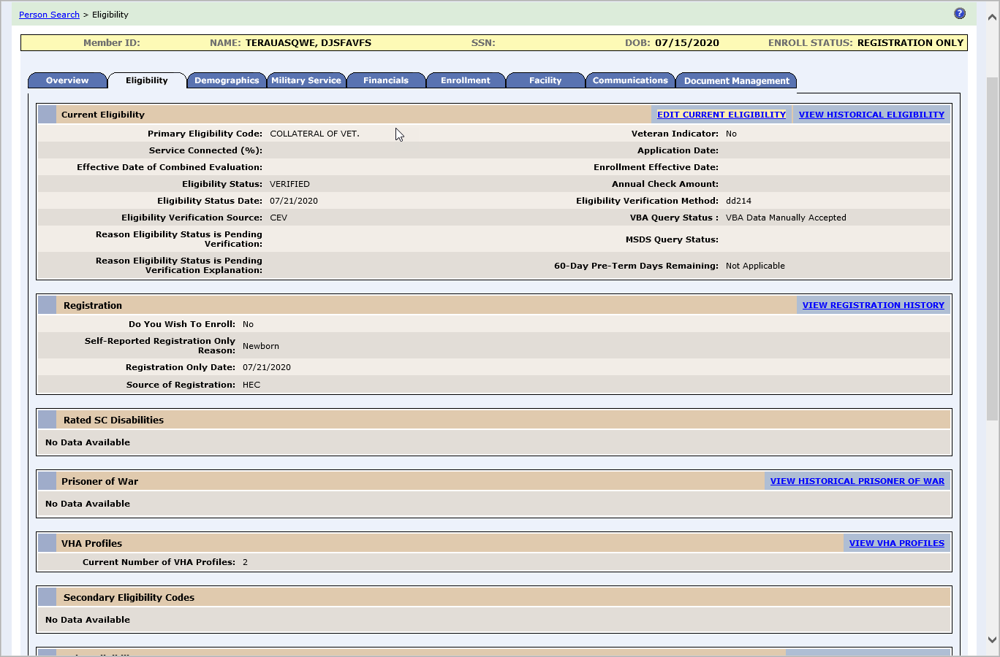 Person Search > Eligibility
?
Member ID: NAME: TERAUASQWE, DJSFAVFS SSN: DOB: 07/15/2020 ENROLL STATUS: REGISTRATION ONLY
Overview Eligibility Demographics Military Service Financials Enrollment Facility Communications Document Management
Current Eligibility EDIT CURRENT ELIGIBILITY VIEW HISTORICAL ELIGIBILITY
Primary Eligibility Code: COLLATERAL OF VET. Veteran Indicator: No
Service Connected (%): Application Date:
Effective Date of Combined Evaluation: Enrollment Effective Date:
Eligibility Status: VERIFIED Annual Check Amount:
Eligibility Status Date: 07/21/2020 Eligibility Verification Method: dd214
Eligibility Verification Source: CEV VBA Query Status : VBA Data Manually Accepted
Reason Eligibility Status is Pending
Verification: MSDS Query Status:
Reason Eligibility Status is Pending
Verification Explanation: 60-Day Pre-Term Days Remaining: Not Applicable
Registration VIEW REGISTRATION HISTORY
Do You Wish To Enroll: No
Self-Reported Registration Only
Reason: Newborn
Registration Only Date: 07/21/2020
Source of Registration: HEC
Rated SC Disabilities
No Data Available
Prisoner of War VIEW HISTORICAL PRISONER OF WAR
No Data Available
VHA Profiles VIEW VHA PROFILES
Current Number of VHA Profiles: 2
Secondary Eligibility Codes
No Data Available